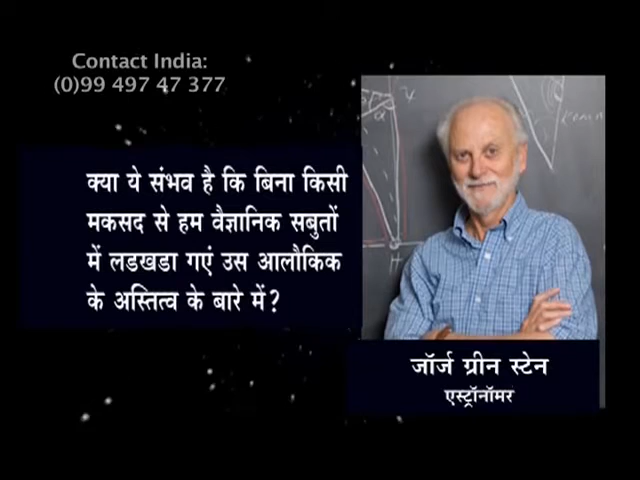 Contact India:
(0)99 497 47 377
क्या ये संभव है कि बिना किसी
मकसद से हम वैज्ञानिक सबुतों
में लडखडा गएं उस आलौकिक
के अस्तित्व के बारे में?
जॉर्ज ग्रीन स्टेन
एस्ट्रॉनॉमर